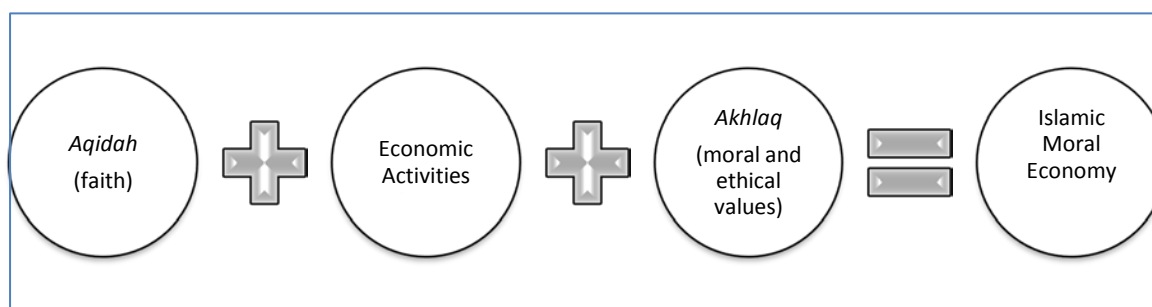 Aqidah
(faith)
Economic
Activities
Akhlaq
(moral and
ethical
values)
Islamic
Moral
Economy